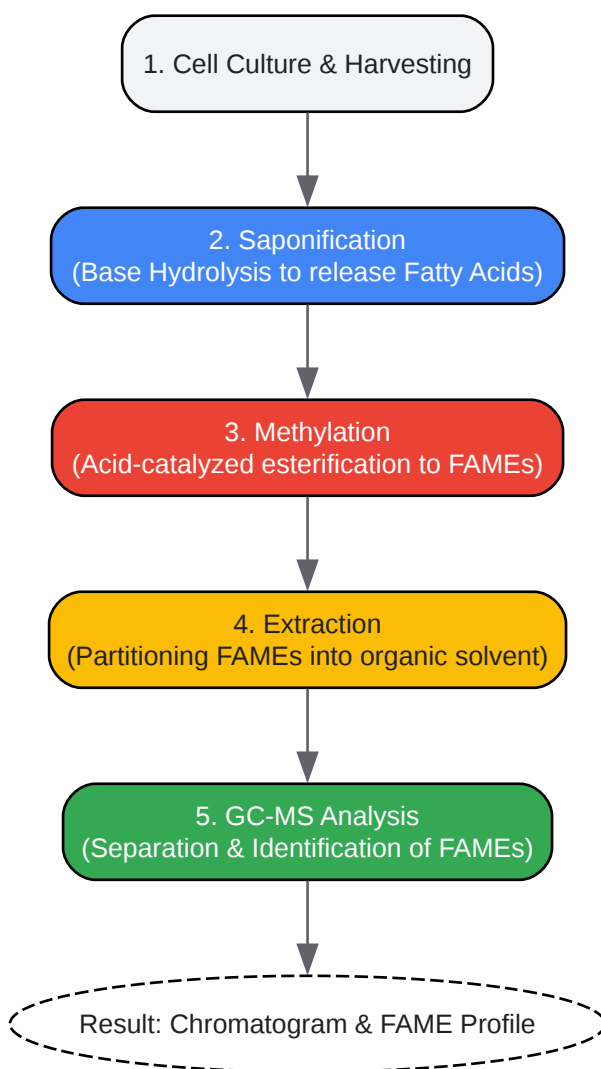 1. Cell Culture & Harvesting
2. Saponification
(Base Hydrolysis to release Fatty Acids)
3. Methylation
(Acid-catalyzed esterification to FAMEs)
4. Extraction
(Partitioning FAMEs into organic solvent)
5. GC-MS Analysis
(Separation & Identification of FAMEs)
Result: Chromatogram & FAME Profile